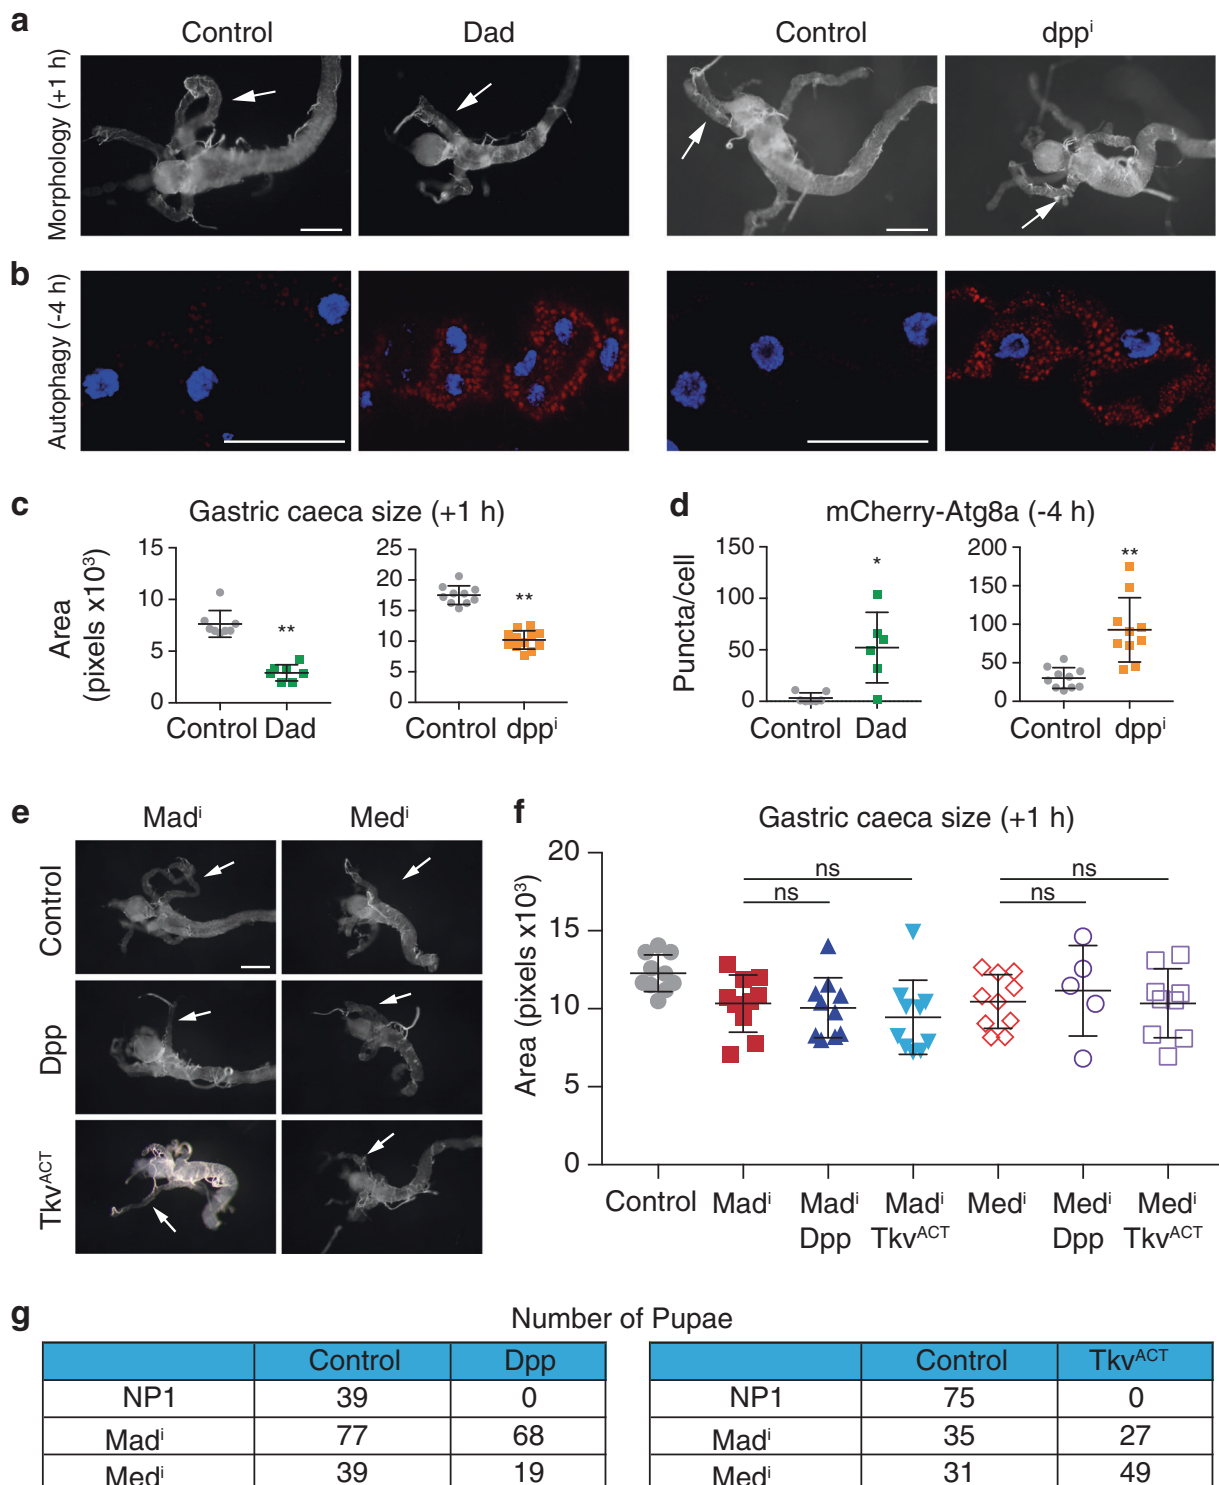 a
Control
Dad
Control
dppⁱ
Morphology (+1 h)
b
Autophagy (-4 h)
c
Gastric caeca size (+1 h)
Area
(pixels x10³)
15
10
5
0
**
Control Dad
25
20
15
10
5
0
**
Control dppⁱ
d
mCherry-Atg8a (-4 h)
Puncta/cell
150
100
50
0
*
Control Dad
200
150
100
50
0
**
Control dppⁱ
e
Madⁱ
Medⁱ
Control
Dpp
Tkvᴬᶜᵀ
f
Gastric caeca size (+1 h)
Area (pixels x10³)
20
15
10
5
0
ns
ns
ns
ns
Control
Madⁱ
Madⁱ
Dpp
Madⁱ
Tkvᴬᶜᵀ
Medⁱ
Medⁱ
Dpp
Medⁱ
Tkvᴬᶜᵀ
g
Number of Pupae
Control Dpp
NP1 39 0
Madⁱ 77 68
Medⁱ 39 19
Control Tkvᴬᶜᵀ
NP1 75 0
Madⁱ 35 27
Medⁱ 31 49